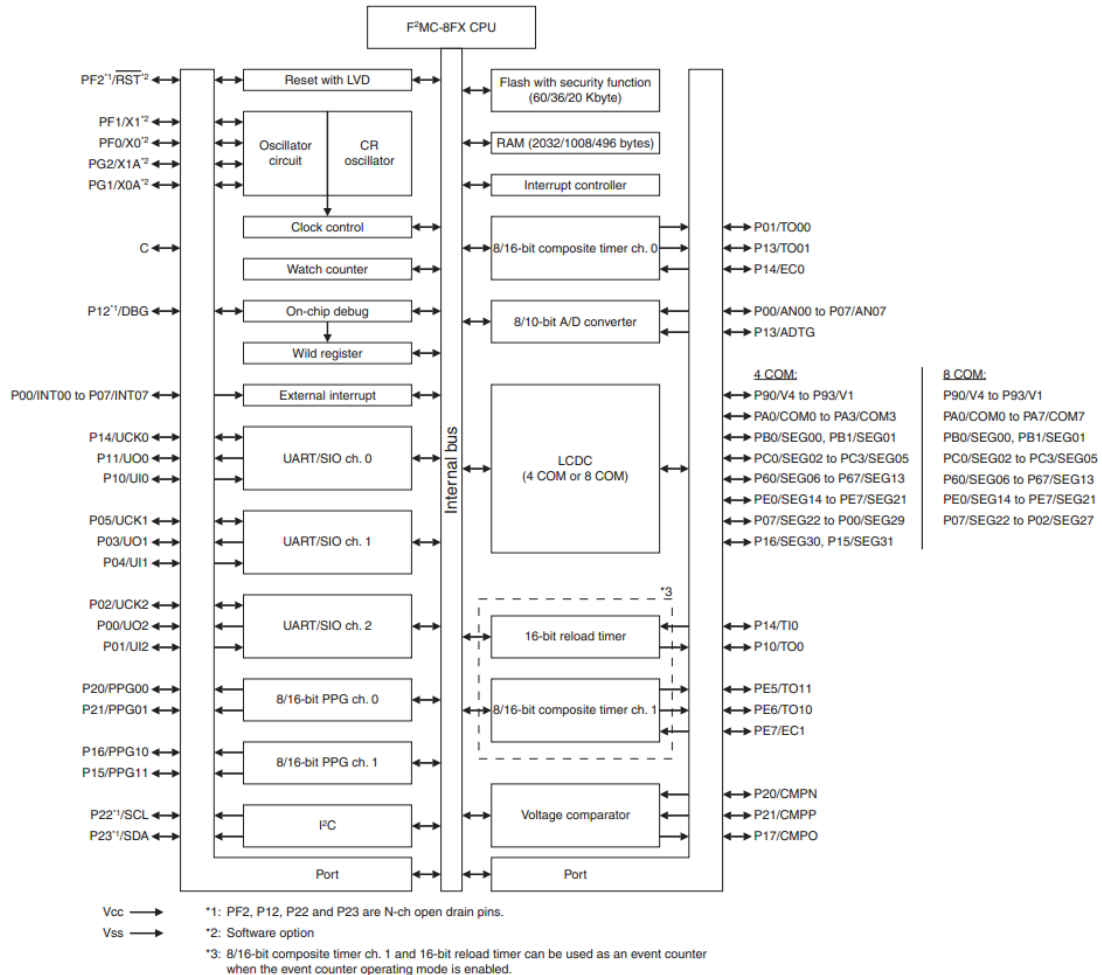 F²MC-8FX CPU
PF2*1/RST*2
Reset with LVD
Flash with security function
(60/36/20 Kbyte)
PF1/X1*2
PF0/X0*2
PG2/X1A*2
PG1/X0A*2
Oscillator
circuit
CR
oscillator
RAM (2032/1008/496 bytes)
Interrupt controller
Clock control
C
Watch counter
8/16-bit composite timer ch. 0
P01/TO00
P13/TO01
P14/EC0
P12*1/DBG
On-chip debug
Wild register
8/10-bit A/D converter
P00/AN00 to P07/AN07
P13/ADTG
P00/INT00 to P07/INT07
External interrupt
P14/UCK0
P11/UO0
P10/UI0
UART/SIO ch. 0
P05/UCK1
P03/UO1
P04/UI1
UART/SIO ch. 1
Internal bus
LCDC
(4 COM or 8 COM)
4 COM:
P90/V4 to P93/V1
PA0/COM0 to PA3/COM3
PB0/SEG00, PB1/SEG01
PC0/SEG02 to PC3/SEG05
P60/SEG06 to P67/SEG13
PE0/SEG14 to PE7/SEG21
P07/SEG22 to P00/SEG29
P16/SEG30, P15/SEG31
8 COM:
P90/V4 to P93/V1
PA0/COM0 to PA7/COM7
PB0/SEG00, PB1/SEG01
PC0/SEG02 to PC3/SEG05
P60/SEG06 to P67/SEG13
PE0/SEG14 to PE7/SEG21
P07/SEG22 to P02/SEG27
P02/UCK2
P00/UO2
P01/UI2
UART/SIO ch. 2
*3
16-bit reload timer
P14/TI0
P10/TO0
P20/PPG00
P21/PPG01
8/16-bit PPG ch. 0
8/16-bit composite timer ch. 1
PE5/TO11
PE6/TO10
PE7/EC1
P16/PPG10
P15/PPG11
8/16-bit PPG ch. 1
P22*1/SCL
P23*1/SDA
I²C
Voltage comparator
P20/CMPN
P21/CMPP
P17/CMPO
Port
Port
Vcc
Vss
*1: PF2, P12, P22 and P23 are N-ch open drain pins.
*2: Software option
*3: 8/16-bit composite timer ch. 1 and 16-bit reload timer can be used as an event counter
when the event counter operating mode is enabled.